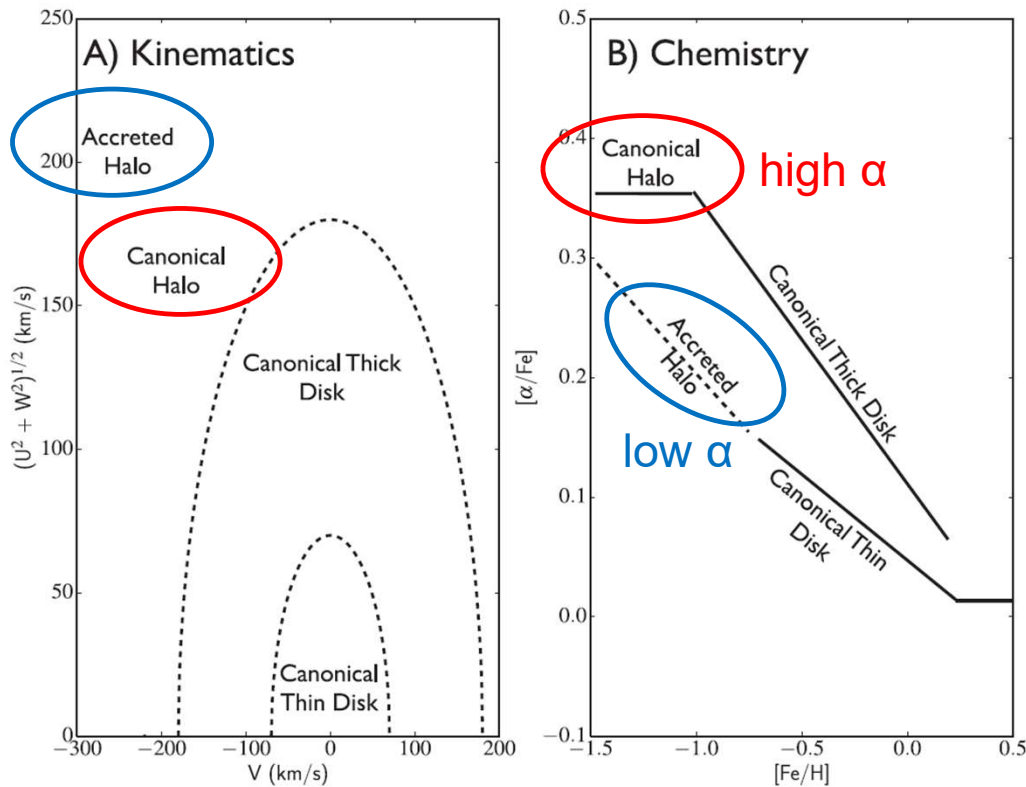 A) Kinematics
250
200
150
100
50
0
(U² + W²)^{1/2} (km/s)
Accreted
Halo
Canonical
Halo
Canonical Thick
Disk
Canonical
Thin Disk
−300
−200
−100
0
100
200
V (km/s)
B) Chemistry
0.5
0.4
0.3
0.2
0.1
0.0
−0.1
[α/Fe]
Canonical
Halo
high α
Accreted
Halo
low α
Canonical Thick Disk
Canonical Thin
Disk
−1.5
−1.0
−0.5
0.0
0.5
[Fe/H]